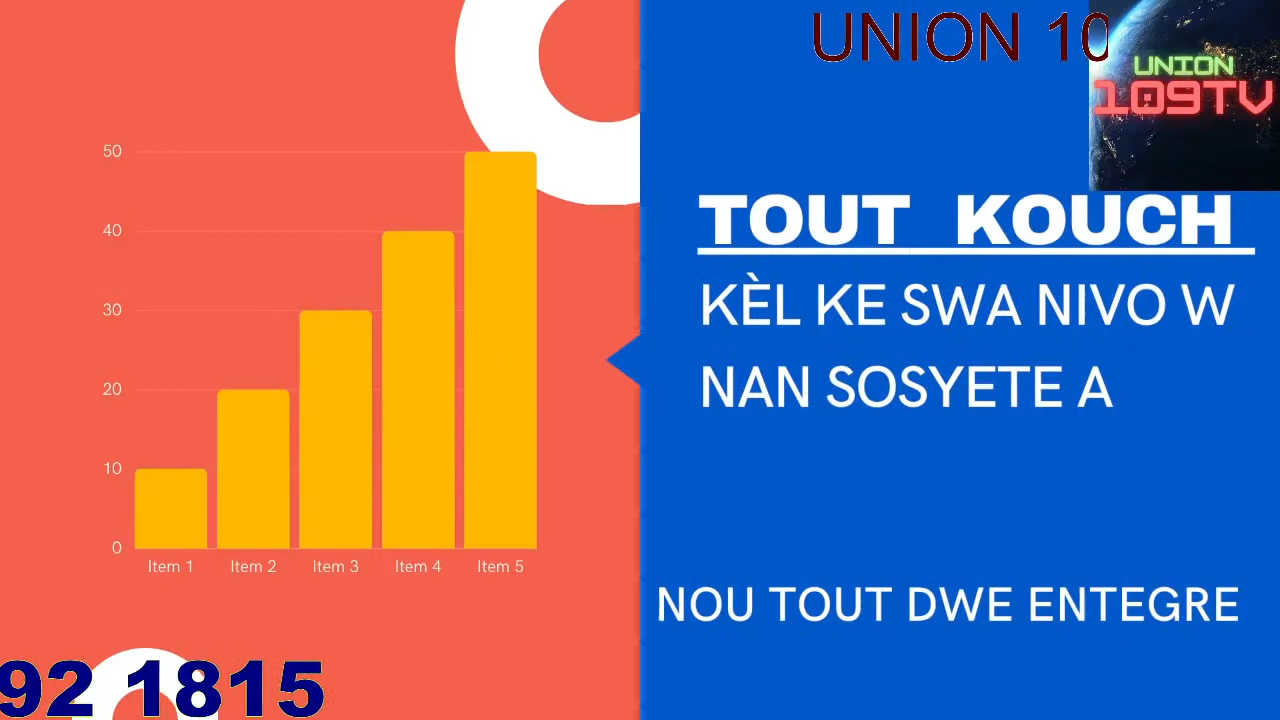 UNION 10
UNION
109TV
50
40
30
20
10
0
Item 1 Item 2 Item 3 Item 4 Item 5
TOUT KOUCH
KÈL KE SWA NIVO W
NAN SOSYETE A
NOU TOUT DWE ENTEGRE
92 1815